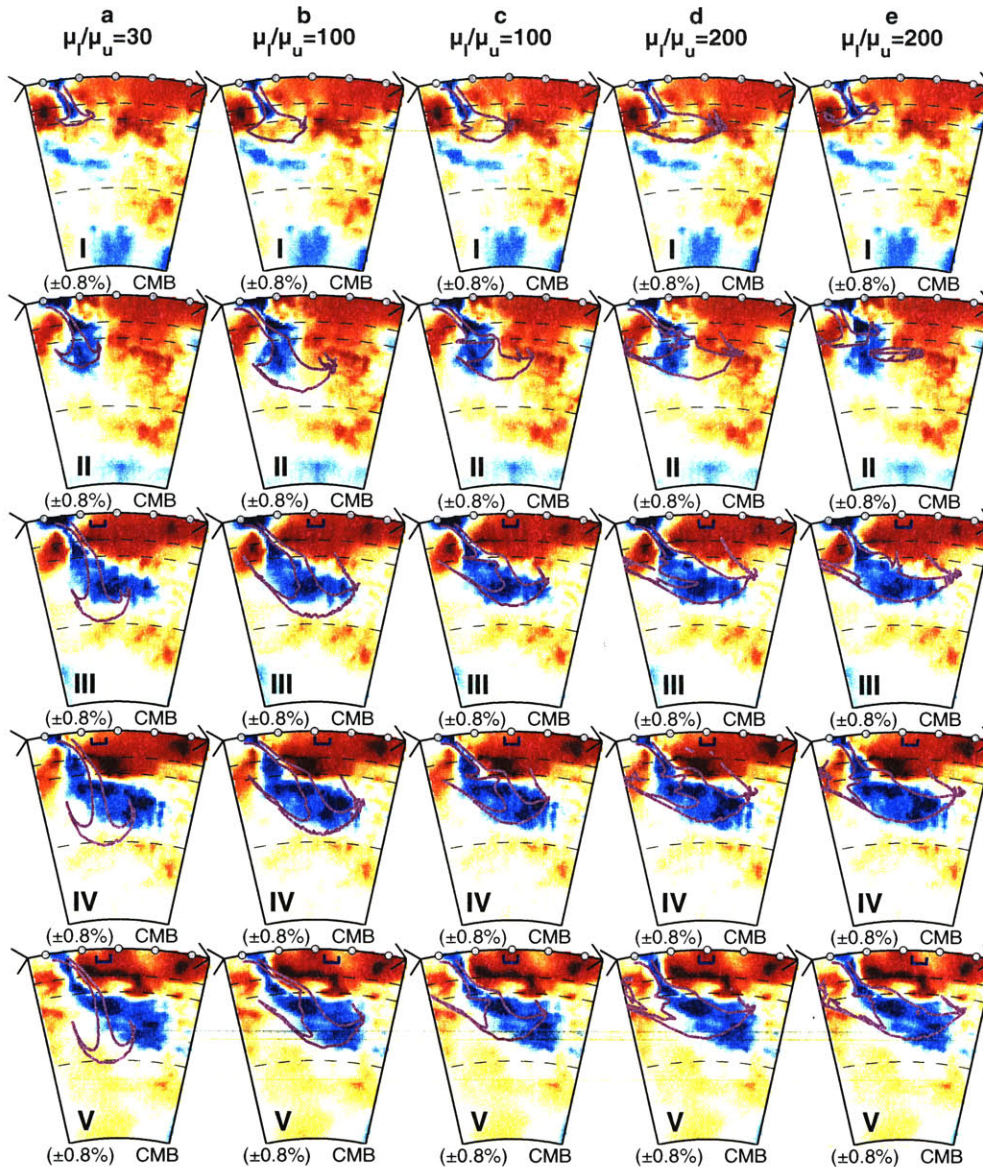 a b c d e
μl/μu=30 μl/μu=100 μl/μu=100 μl/μu=200 μl/μu=200
I I I I I
(±0.8%) CMB (±0.8%) CMB (±0.8%) CMB (±0.8%) CMB (±0.8%) CMB
II II II II II
(±0.8%) CMB (±0.8%) CMB (±0.8%) CMB (±0.8%) CMB (±0.8%) CMB
III III III III III
(±0.8%) CMB (±0.8%) CMB (±0.8%) CMB (±0.8%) CMB (±0.8%) CMB
IV IV IV IV IV
(±0.8%) CMB (±0.8%) CMB (±0.8%) CMB (±0.8%) CMB (±0.8%) CMB
V V V V V
(±0.8%) CMB (±0.8%) CMB (±0.8%) CMB (±0.8%) CMB (±0.8%) CMB